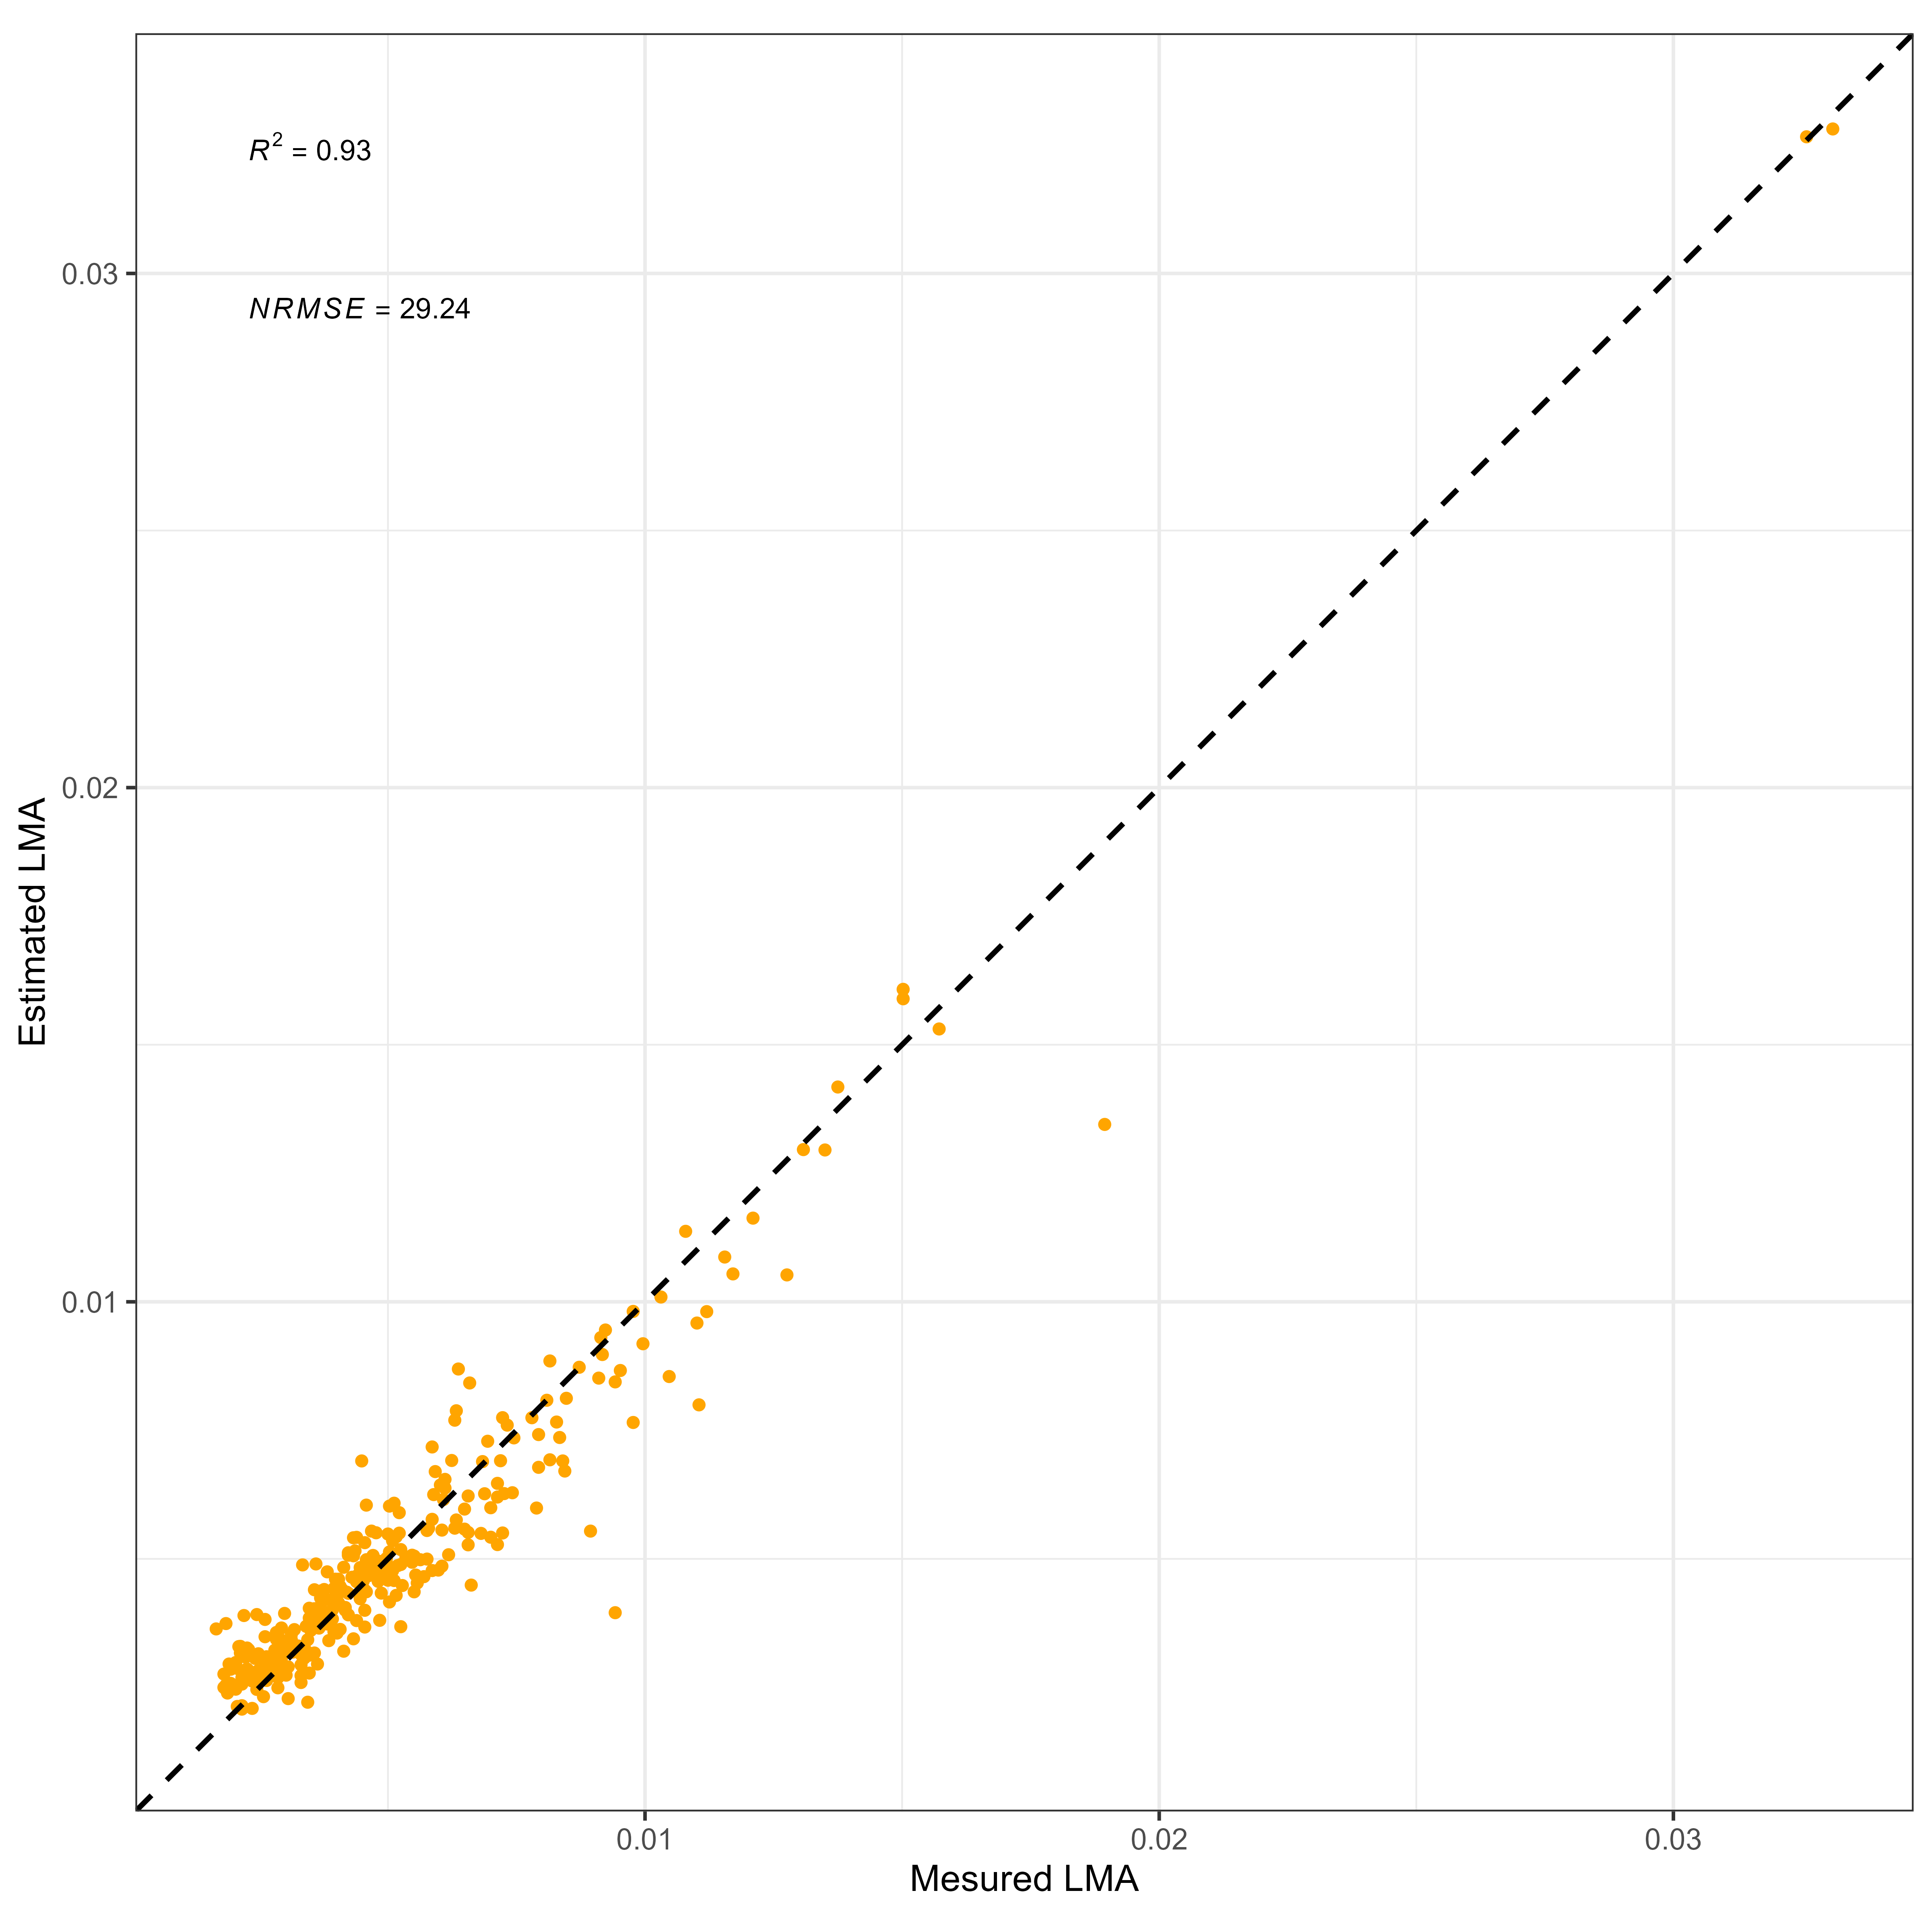 R² = 0.93
NRMSE = 29.24
0.03
0.02
0.01
Estimated LMA
0.01 0.02 0.03
Mesured LMA